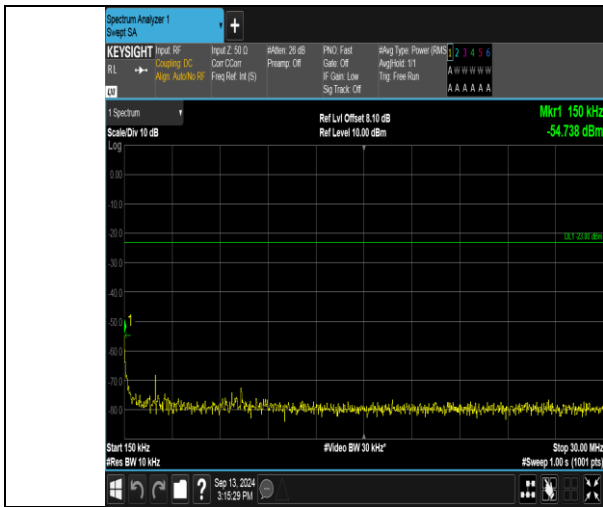 Spectrum Analyzer 1
Swept SA
+
KEYSIGHT
RL
Input: RF
Coupling: DC
Align: Auto/No RF
Input Z: 50 Ω
Corr CCorr
Freq Ref: Int (S)
#Atten: 26 dB
Preamp: Off
PNO: Fast
Gate: Off
IF Gain: Low
Sig Track: Off
#Avg Type: Power (RMS
Avg|Hold: 1/1
Trig: Free Run
1 2 3 4 5 6
A W W W W W
A A A A A A
1 Spectrum
Scale/Div 10 dB
Ref Lvl Offset 8.10 dB
Ref Level 10.00 dBm
Mkr1 150 kHz
-54.738 dBm
Log
0.00
-10.0
DL1 -23.00 dBm
-20.0
-30.0
-40.0
-50.0
1
-60.0
-70.0
-80.0
Start 150 kHz
#Res BW 10 kHz
#Video BW 30 kHz*
Stop 30.00 MHz
#Sweep 1.00 s (1001 pts)
?
Sep 13, 2024
3:15:29 PM